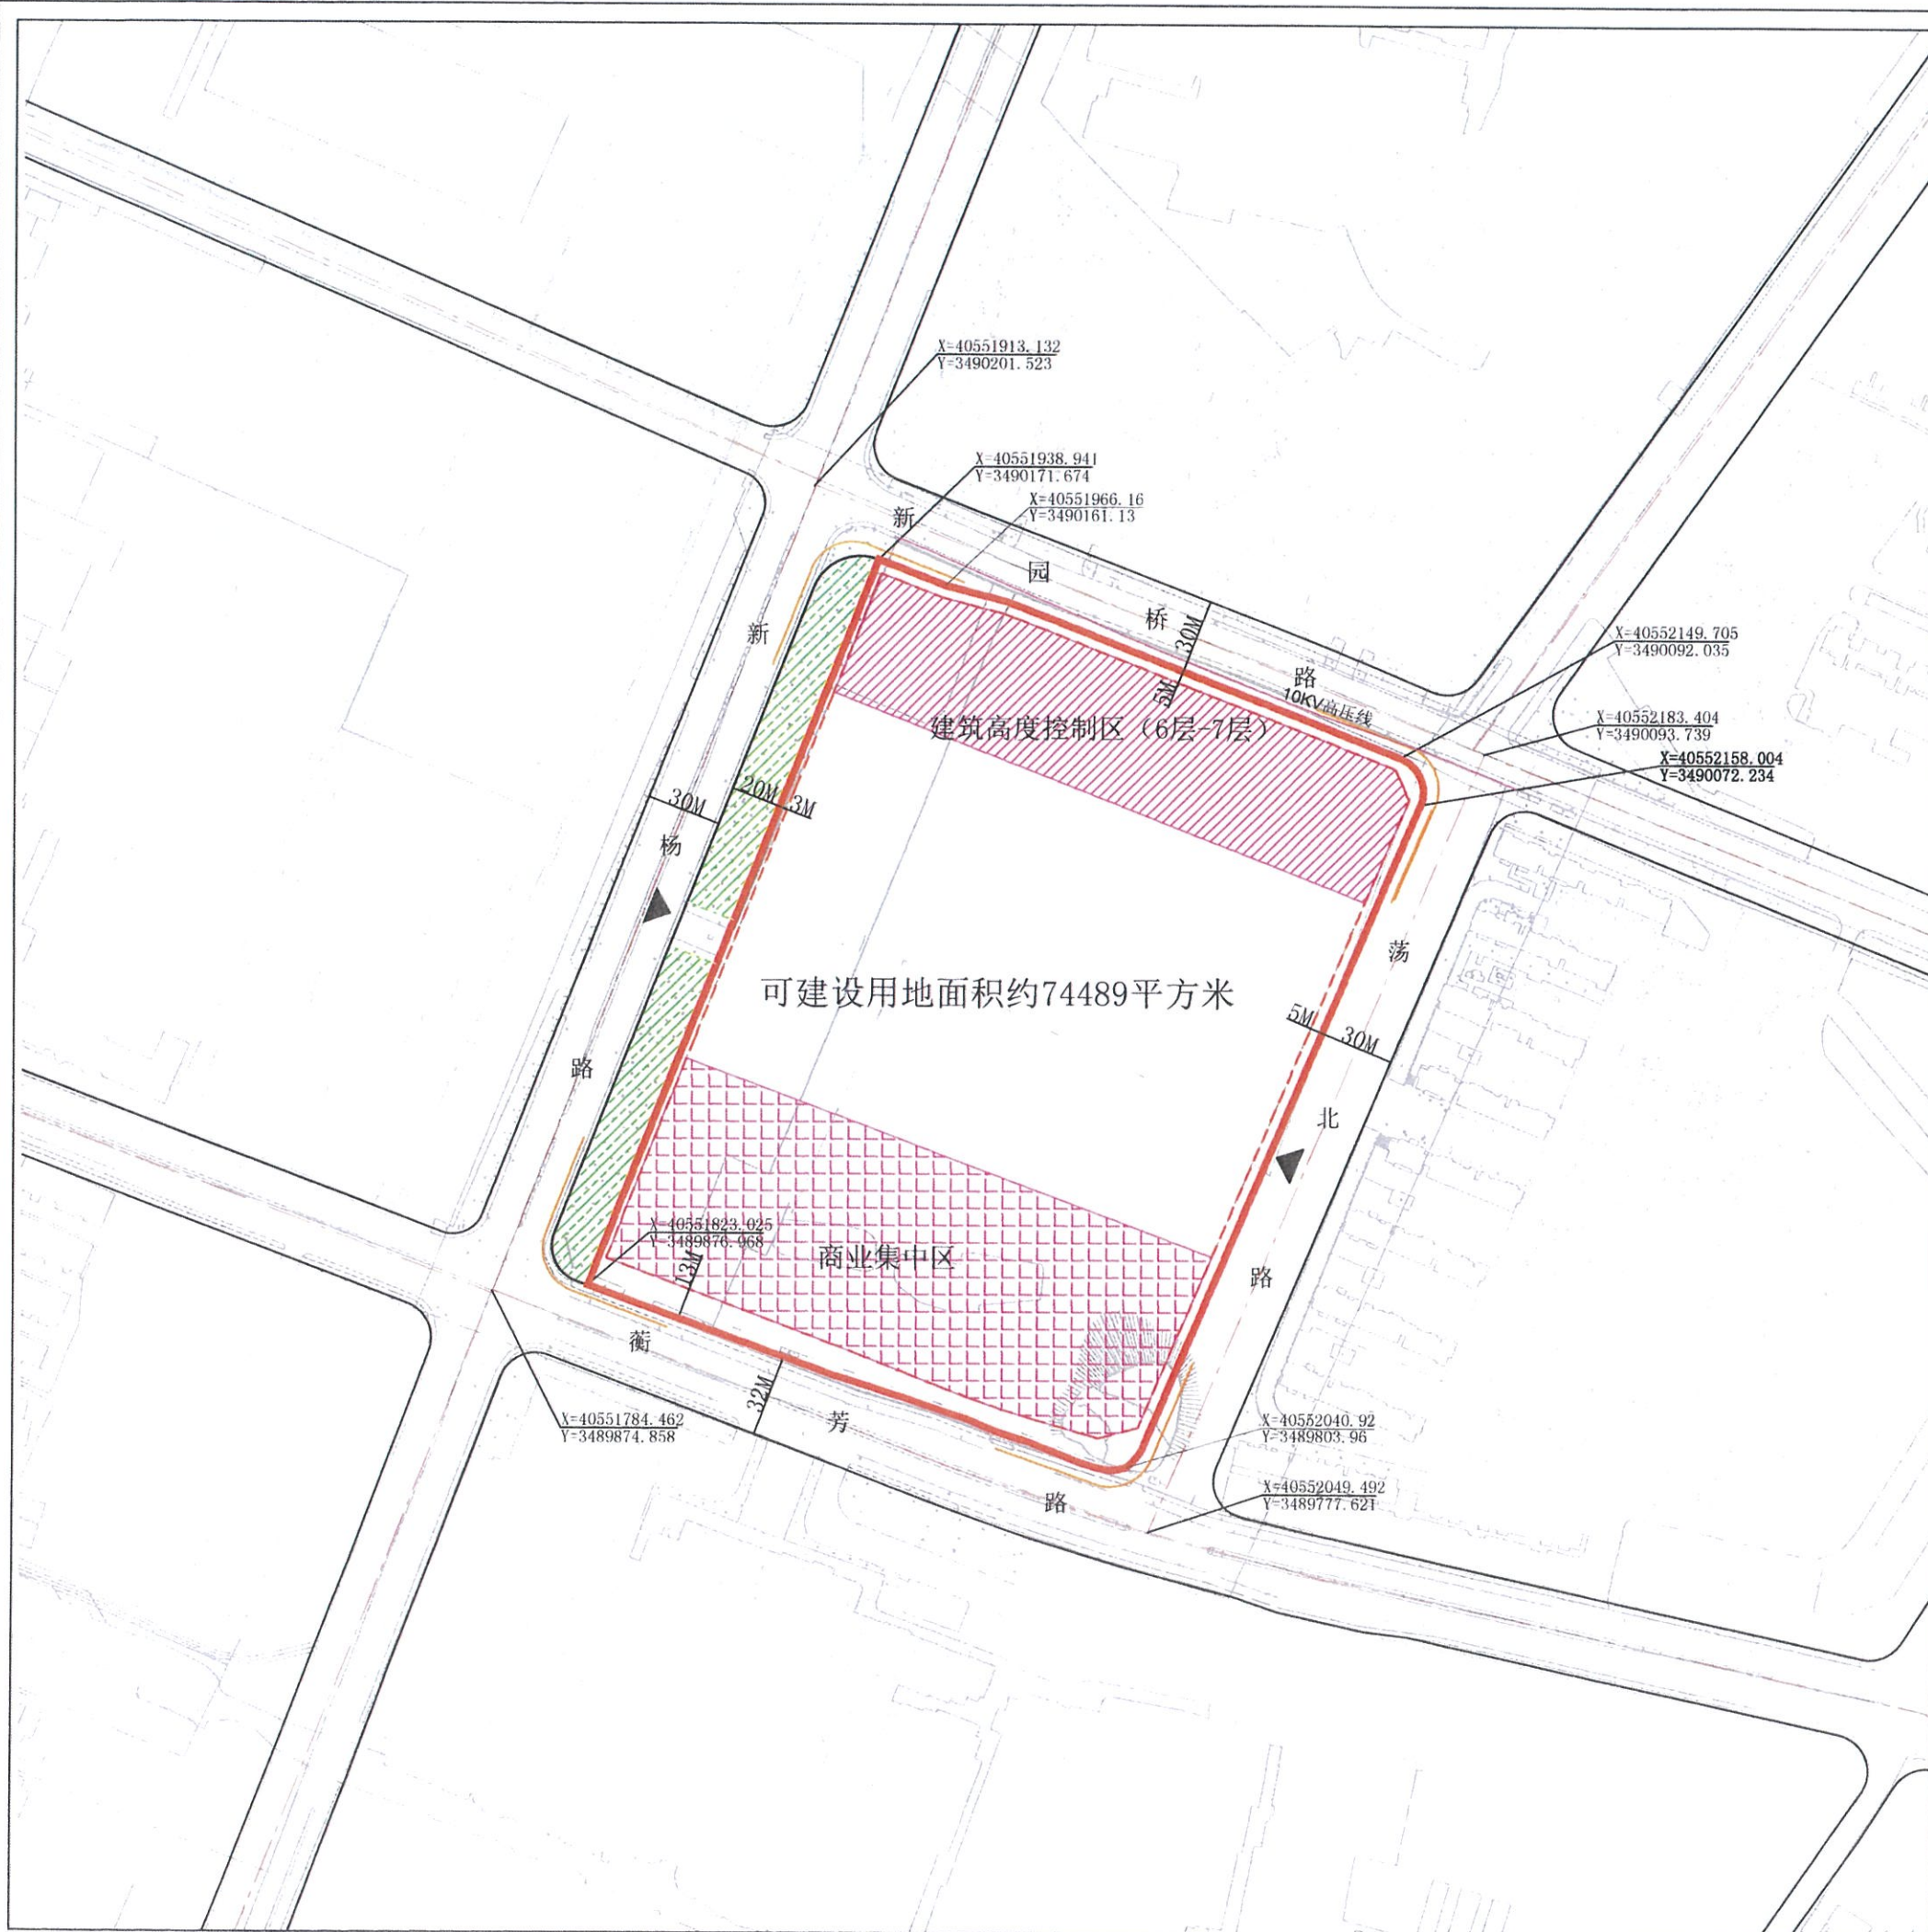 X=40551913.132
Y=3490201.523
X=40551938.941
Y=3490171.674
X=40551966.16
Y=3490161.13
新园桥路
30M
5M
10KV高压线
X=40552149.705
Y=3490092.035
X=40552183.404
Y=3490093.739
X=40552158.004
Y=3490072.234
建筑高度控制区（6层-7层）
新杨路
30M
20M
3M
可建设用地面积约74489平方米
荡北路
5M
30M
X=40551823.025
Y=3489876.068
13M
商业集中区
蘅芳路
32M
X=40551784.462
Y=3489874.858
X=40552040.92
Y=3489803.96
X=40552049.492
Y=3489777.621